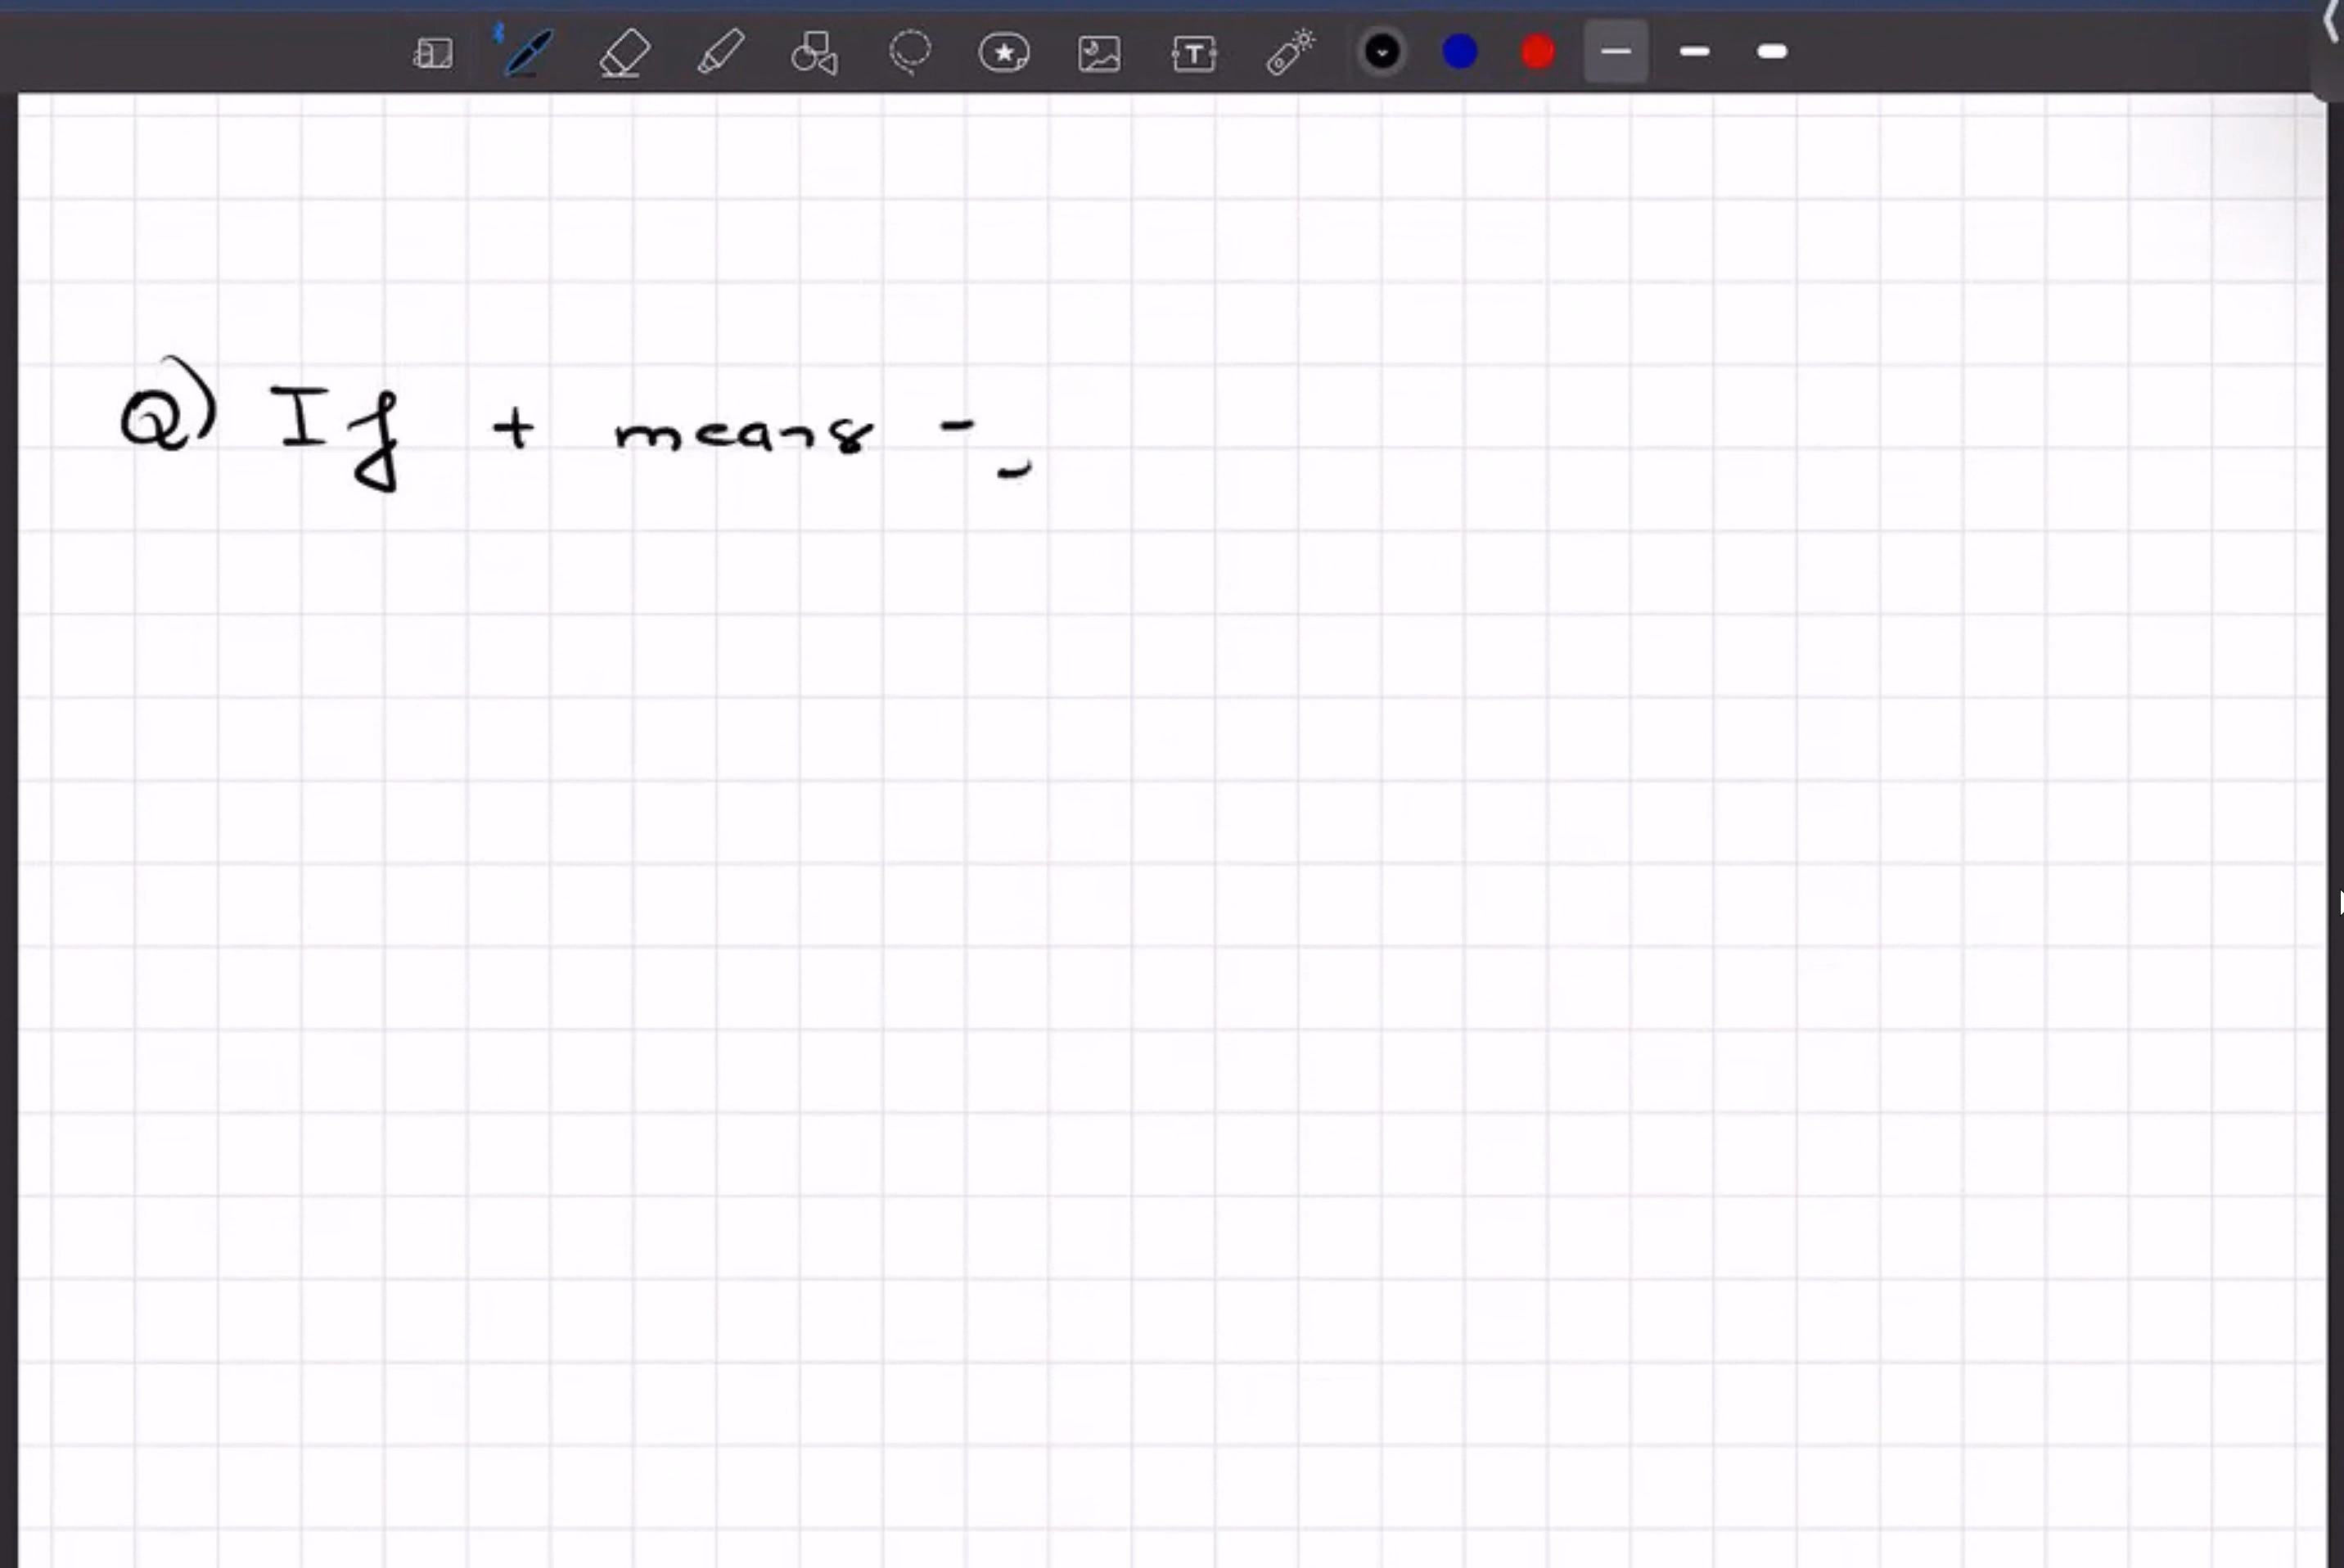 Q) If + means -,